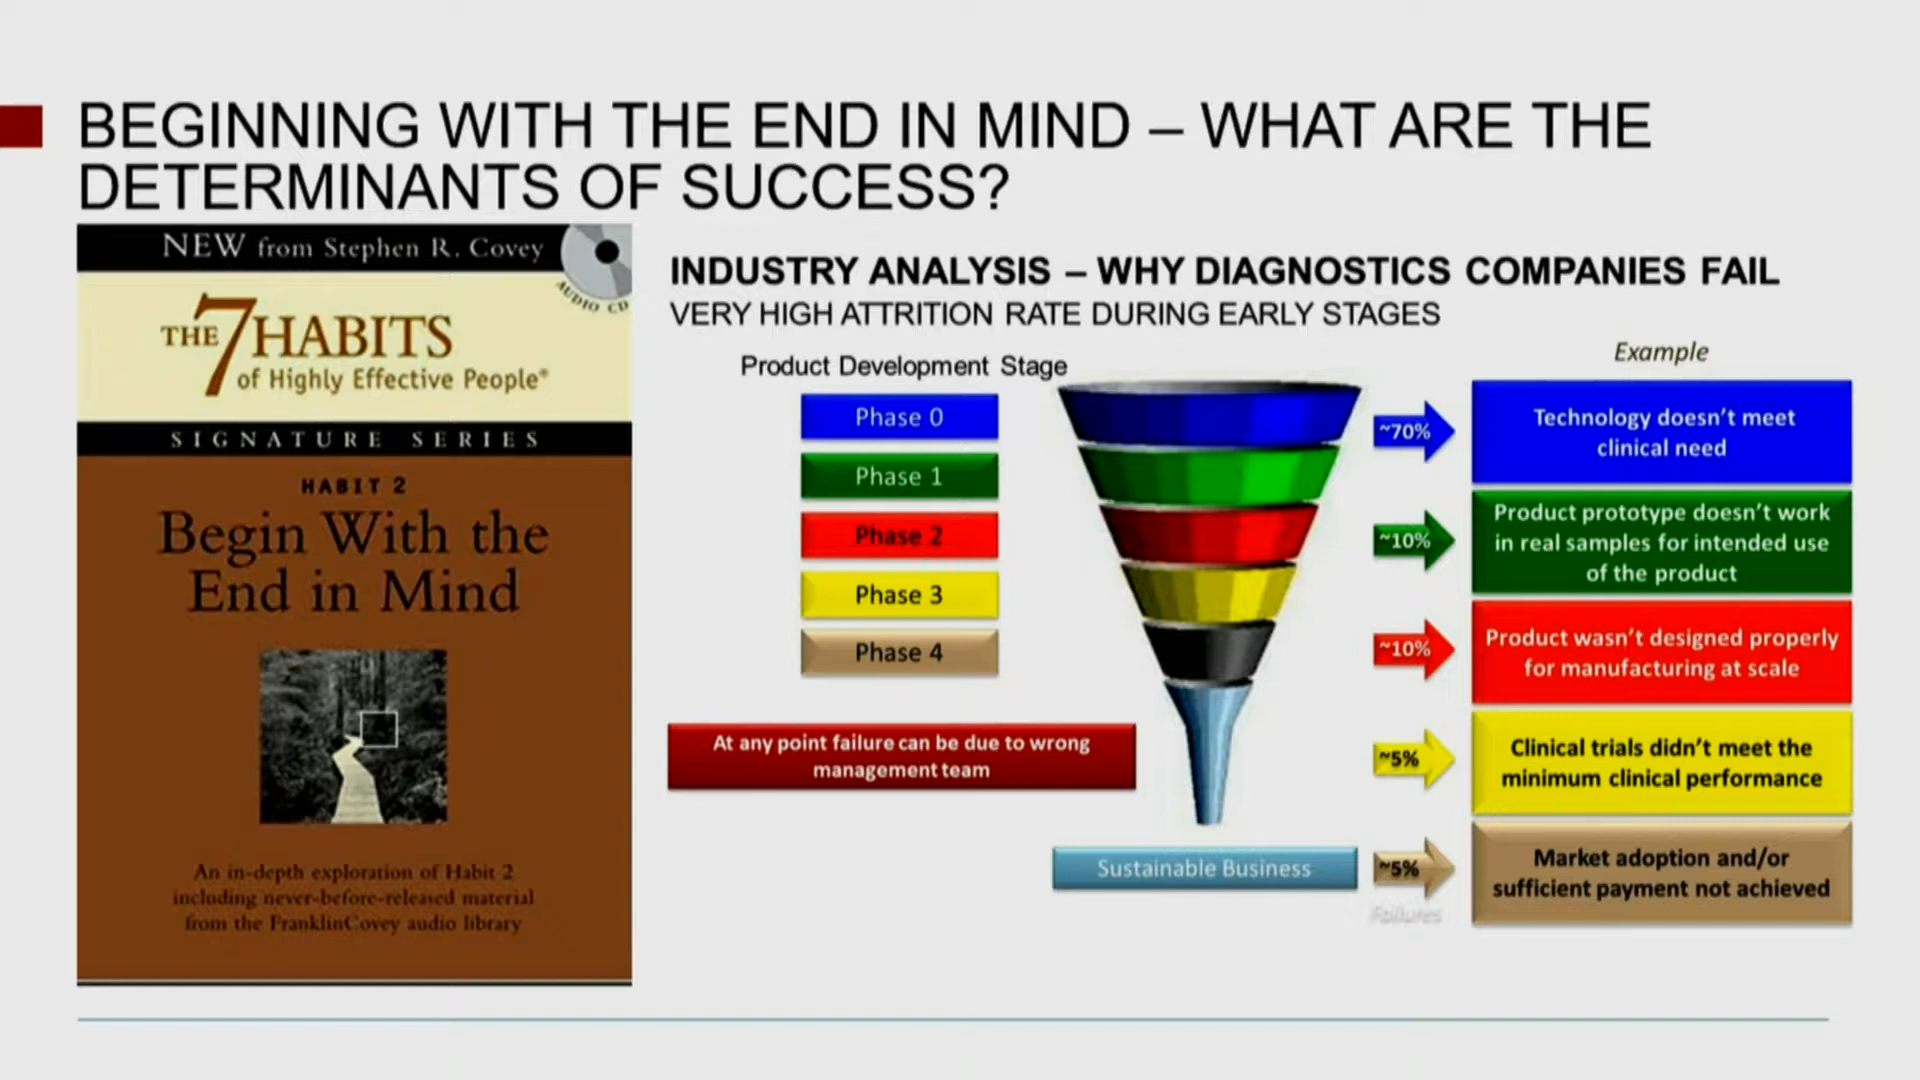 BEGINNING WITH THE END IN MIND – WHAT ARE THE
DETERMINANTS OF SUCCESS?
NEW from Stephen R. Covey
AUDIO CD
THE 7 HABITS
of Highly Effective People®
SIGNATURE SERIES
HABIT 2
Begin With the
End in Mind
An in-depth exploration of Habit 2
including never-before-released material
from the FranklinCovey audio library
INDUSTRY ANALYSIS – WHY DIAGNOSTICS COMPANIES FAIL
VERY HIGH ATTRITION RATE DURING EARLY STAGES
Product Development Stage
Phase 0
Phase 1
Phase 2
Phase 3
Phase 4
At any point failure can be due to wrong
management team
Sustainable Business
Example
~70%
Technology doesn't meet
clinical need
~10%
Product prototype doesn't work
in real samples for intended use
of the product
~10%
Product wasn't designed properly
for manufacturing at scale
~5%
Clinical trials didn't meet the
minimum clinical performance
~5%
Market adoption and/or
sufficient payment not achieved
Failures